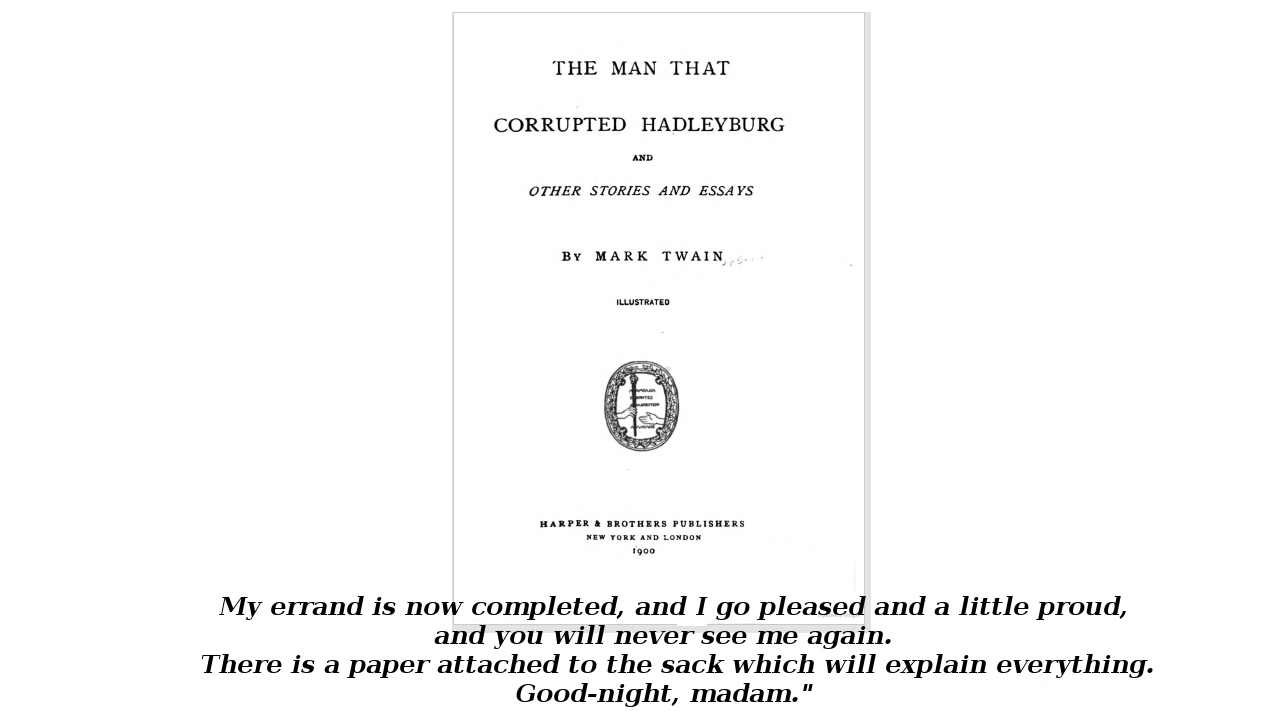 THE MAN THAT
CORRUPTED HADLEYBURG
AND
OTHER STORIES AND ESSAYS
By MARK TWAIN
ILLUSTRATED
HARPER & BROTHERS PUBLISHERS
NEW YORK AND LONDON
1900
My errand is now completed, and I go pleased and a little proud,
and you will never see me again.
There is a paper attached to the sack which will explain everything.
Good-night, madam."